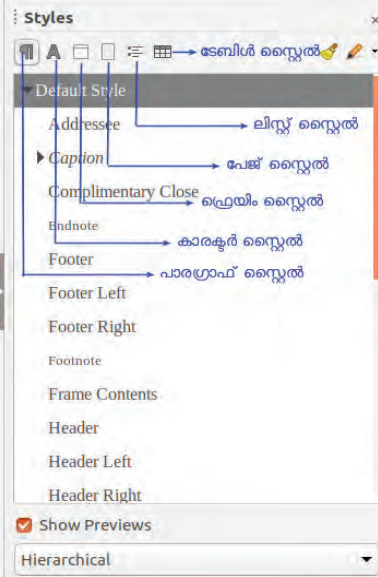 Styles
ടേബിൾ സ്റ്റൈൽ
Default Style
Addressee
ലിസ്റ്റ് സ്റ്റൈൽ
Caption
പേജ് സ്റ്റൈൽ
Complimentary Close
ഫ്രെയിം സ്റ്റൈൽ
Endnote
കാരക്ടർ സ്റ്റൈൽ
Footer
പാരഗ്രാഫ് സ്റ്റൈൽ
Footer Left
Footer Right
Footnote
Frame Contents
Header
Header Left
Header Right
Show Previews
Hierarchical